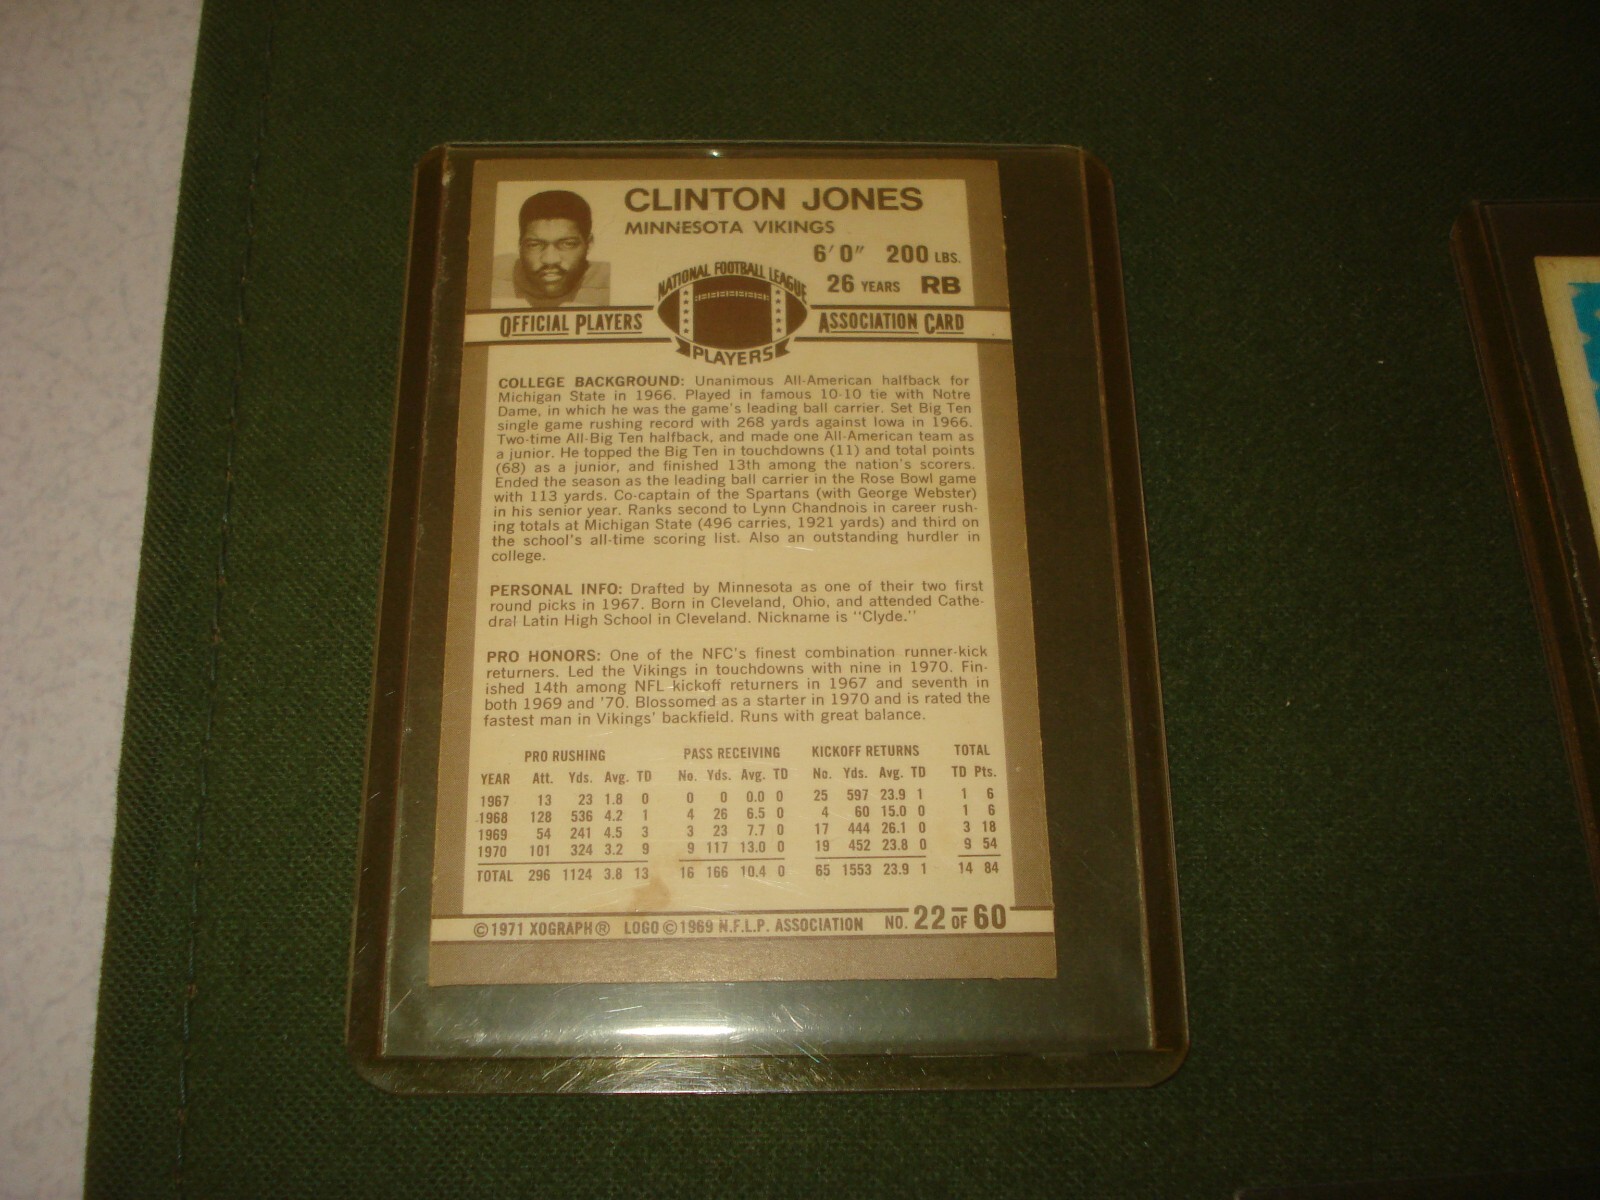 CLINTON JONES
MINNESOTA VIKINGS
6' 0" 200 LBS.
26 YEARS RB
NATIONAL FOOTBALL LEAGUE
OFFICIAL PLAYERS ASSOCIATION CARD
PLAYERS
COLLEGE BACKGROUND: Unanimous All-American halfback for
Michigan State in 1966. Played in famous 10-10 tie with Notre
Dame, in which he was the game's leading ball carrier. Set Big Ten
single game rushing record with 268 yards against Iowa in 1966.
Two-time All-Big Ten halfback, and made one All-American team as
a junior. He topped the Big Ten in touchdowns (11) and total points
(68) as a junior, and finished 13th among the nation's scorers.
Ended the season as the leading ball carrier in the Rose Bowl game
with 113 yards. Co-captain of the Spartans (with George Webster)
in his senior year. Ranks second to Lynn Chandnois in career rush-
ing totals at Michigan State (496 carries, 1921 yards) and third on
the school's all-time scoring list. Also an outstanding hurdler in
college.
PERSONAL INFO: Drafted by Minnesota as one of their two first
round picks in 1967. Born in Cleveland, Ohio, and attended Cathe-
dral Latin High School in Cleveland. Nickname is "Clyde."
PRO HONORS: One of the NFC's finest combination runner-kick
returners. Led the Vikings in touchdowns with nine in 1970. Fin-
ished 14th among NFL kickoff returners in 1967 and seventh in
both 1969 and '70. Blossomed as a starter in 1970 and is rated the
fastest man in Vikings' backfield. Runs with great balance.
PRO RUSHING PASS RECEIVING KICKOFF RETURNS TOTAL
YEAR Att. Yds. Avg. TD No. Yds. Avg. TD No. Yds. Avg. TD TD Pts.
1967 13 23 1.8 0 0 0 0.0 0 25 597 23.9 1 1 6
1968 128 536 4.2 1 4 26 6.5 0 4 60 15.0 0 1 6
1969 54 241 4.5 3 3 23 7.7 0 17 444 26.1 0 3 18
1970 101 324 3.2 9 9 117 13.0 0 19 452 23.8 0 9 54
TOTAL 296 1124 3.8 13 16 166 10.4 0 65 1553 23.9 1 14 84
©1971 XOGRAPH® LOGO ©1969 N.F.L.P. ASSOCIATION NO. 22 OF 60